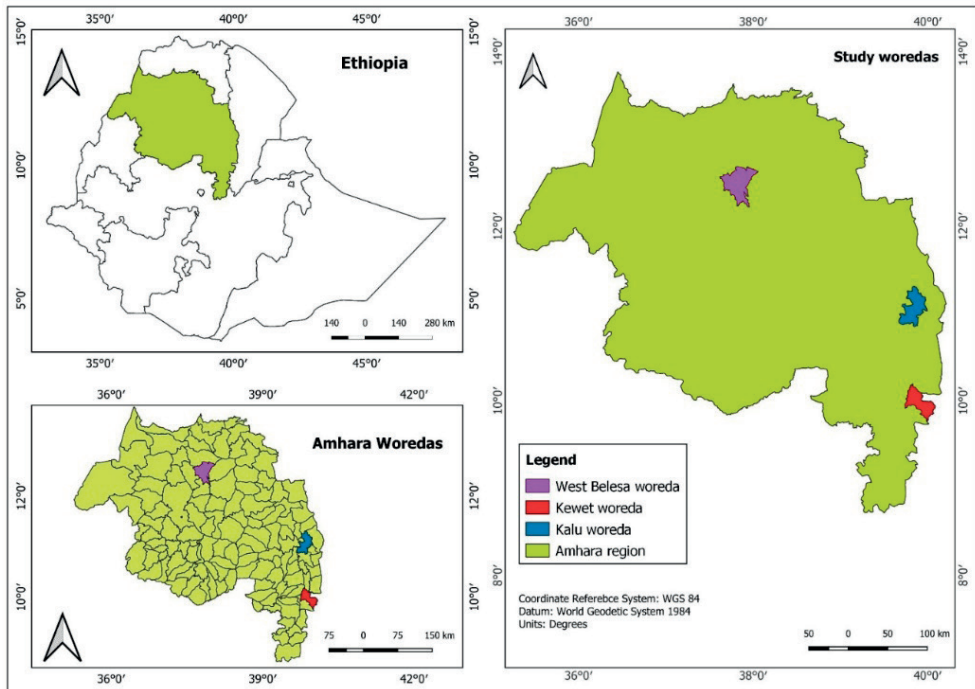 35°0′ 40°0′ 45°0′
15°0′
10°0′
5°0′
Ethiopia
15°0′
10°0′
5°0′
140 0 140 280 km
35°0′ 40°0′ 45°0′
36°0′ 39°0′ 42°0′
12°0′
10°0′
Amhara Woredas
12°0′
10°0′
75 0 75 150 km
36°0′ 39°0′ 42°0′
36°0′ 38°0′ 40°0′
14°0′
12°0′
10°0′
8°0′
Study woredas
14°0′
12°0′
10°0′
8°0′
Legend
West Belesa woreda
Kewet woreda
Kalu woreda
Amhara region
Coordinate Referebce System: WGS 84
Datum: World Geodetic System 1984
Units: Degrees
50 0 50 100 km
36°0′ 38°0′ 40°0′